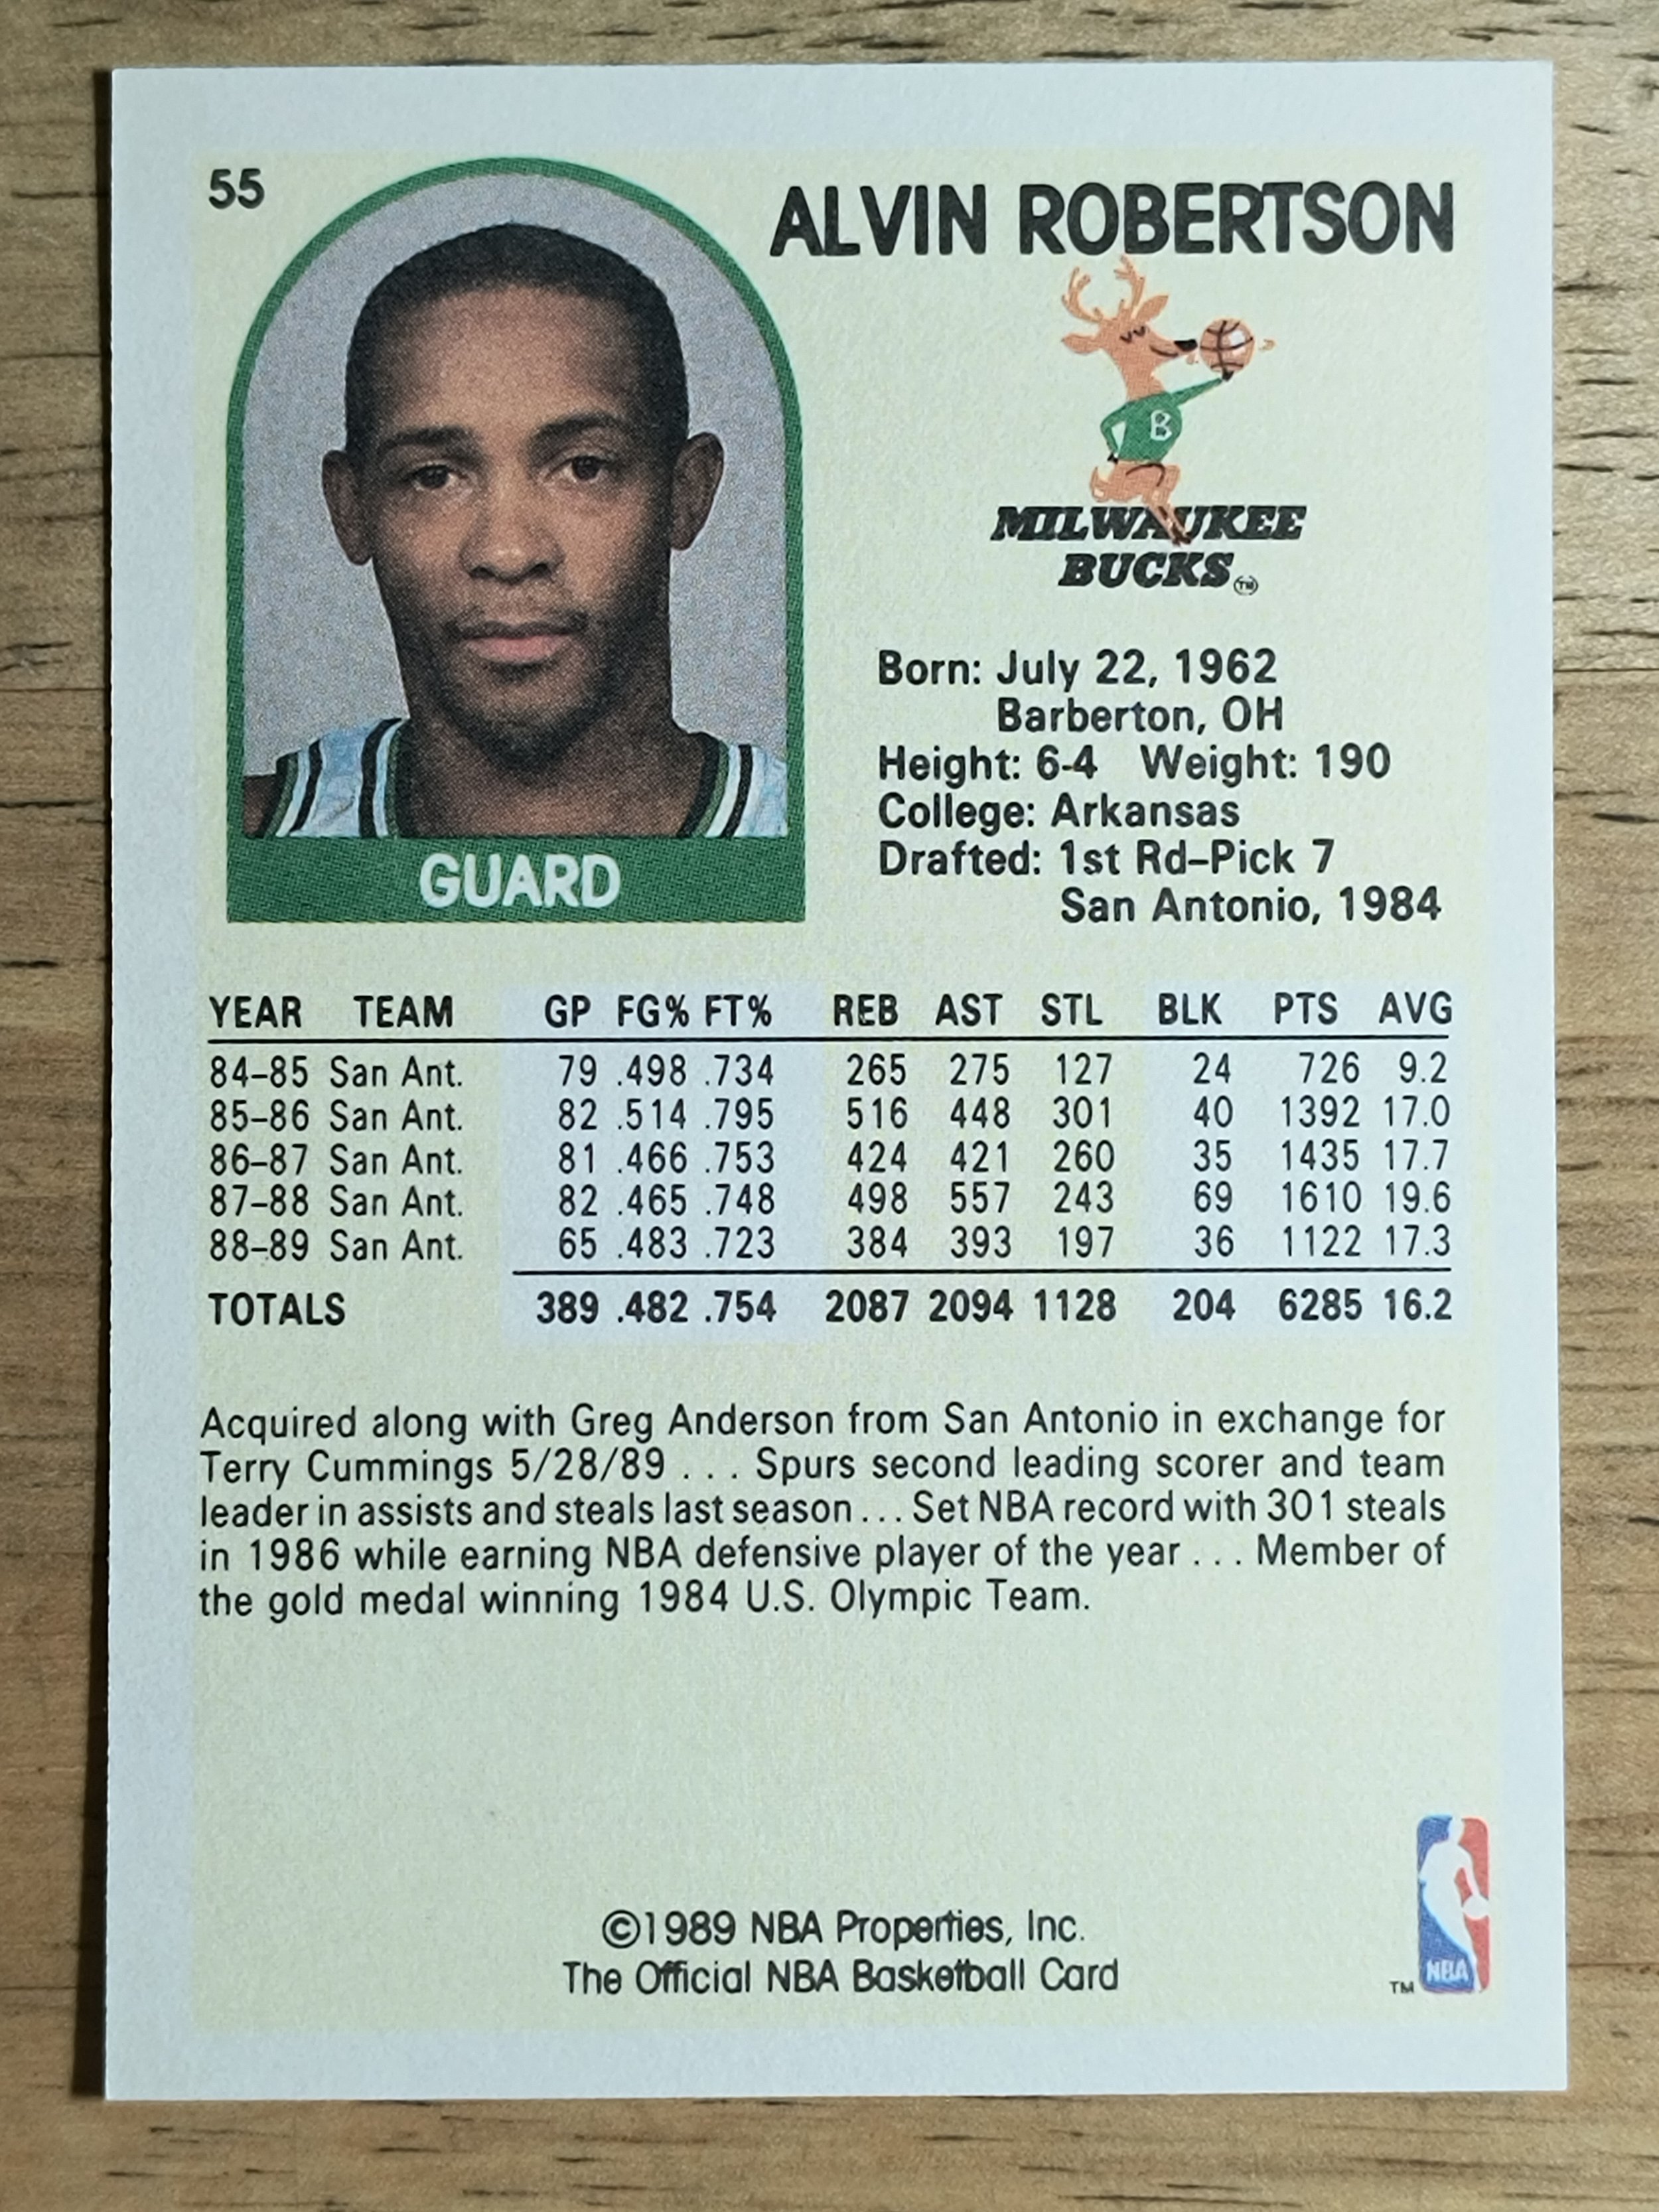 55
ALVIN ROBERTSON
B
MILWAUKEE
BUCKS™
Born: July 22, 1962
Barberton, OH
Height: 6-4 Weight: 190
College: Arkansas
Drafted: 1st Rd–Pick 7
San Antonio, 1984
GUARD
YEAR TEAM GP FG% FT% REB AST STL BLK PTS AVG
84–85 San Ant. 79 .498 .734 265 275 127 24 726 9.2
85–86 San Ant. 82 .514 .795 516 448 301 40 1392 17.0
86–87 San Ant. 81 .466 .753 424 421 260 35 1435 17.7
87–88 San Ant. 82 .465 .748 498 557 243 69 1610 19.6
88–89 San Ant. 65 .483 .723 384 393 197 36 1122 17.3
TOTALS 389 .482 .754 2087 2094 1128 204 6285 16.2
Acquired along with Greg Anderson from San Antonio in exchange for
Terry Cummings 5/28/89 . . . Spurs second leading scorer and team
leader in assists and steals last season . . . Set NBA record with 301 steals
in 1986 while earning NBA defensive player of the year . . . Member of
the gold medal winning 1984 U.S. Olympic Team.
©1989 NBA Properties, Inc.
The Official NBA Basketball Card
™ NBA